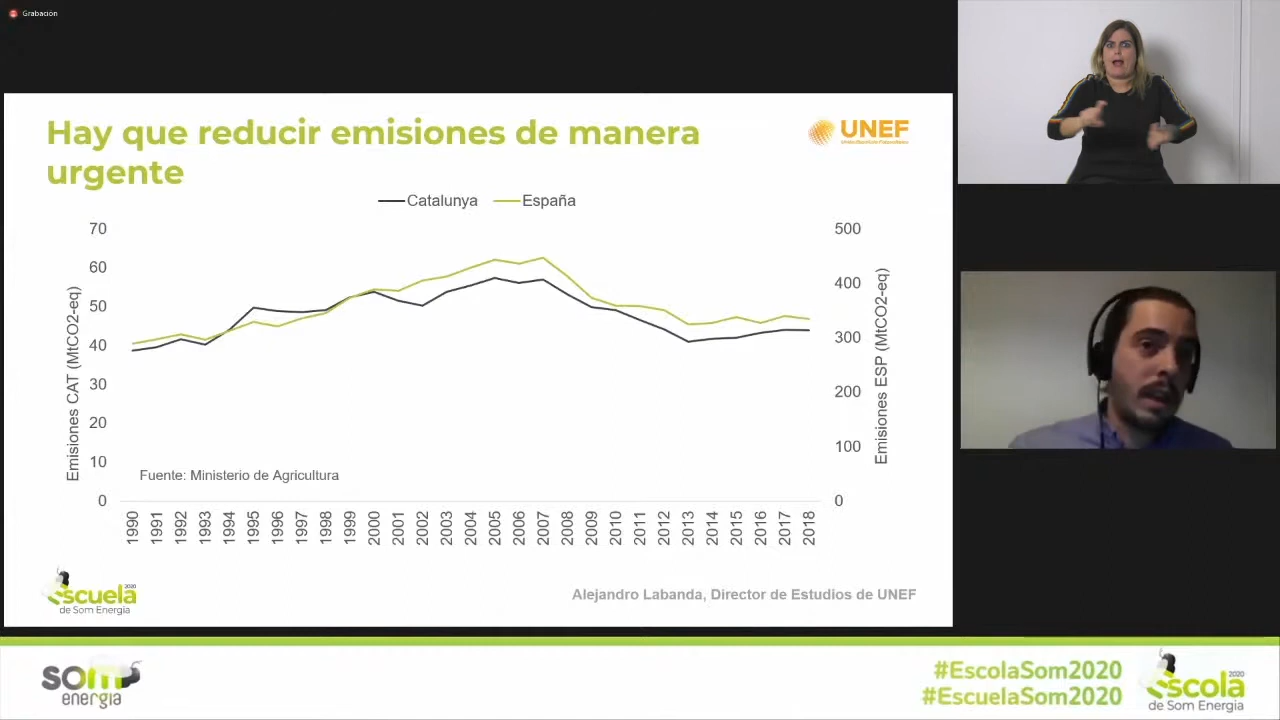 Grabación
Hay que reducir emisiones de manera
urgente
UNEF
Unión Española Fotovoltaica
Catalunya
España
70
60
50
40
30
20
10
0
Emisiones CAT (MtCO2-eq)
500
400
300
200
100
0
Emisiones ESP (MtCO2-eq)
Fuente: Ministerio de Agricultura
1990
1991
1992
1993
1994
1995
1996
1997
1998
1999
2000
2001
2002
2003
2004
2005
2006
2007
2008
2009
2010
2011
2012
2013
2014
2015
2016
2017
2018
2020
escuela
de Som Energia
Alejandro Labanda, Director de Estudios de UNEF
som
energia
#EscolaSom2020
#EscuelaSom2020
2020
escola
de Som Energia